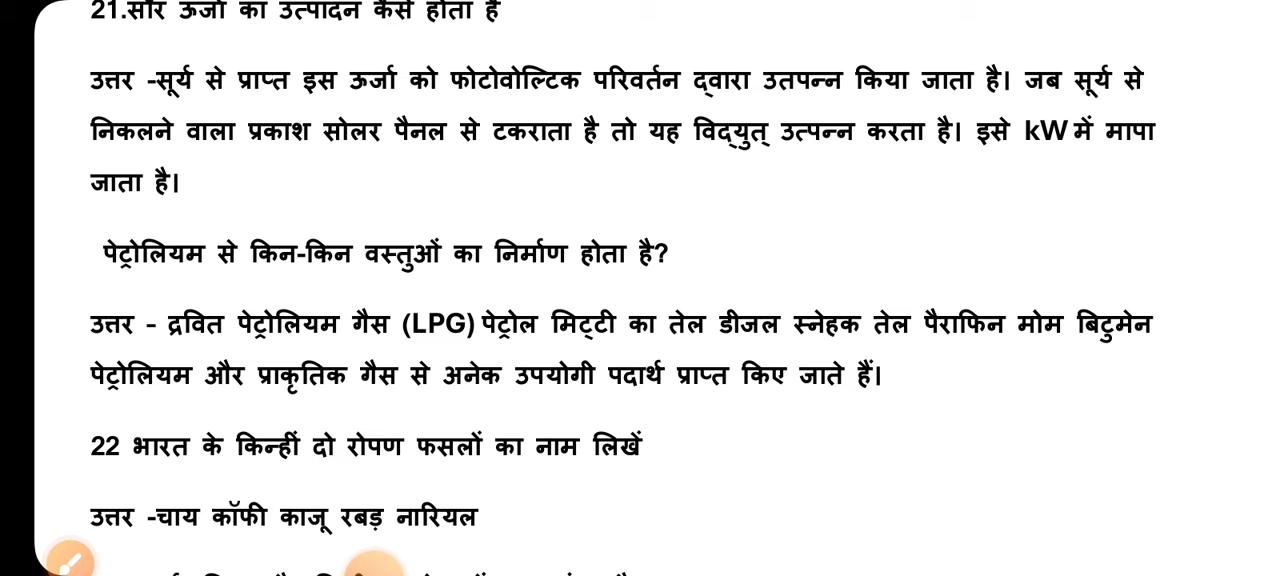 21.सौर ऊर्जा का उत्पादन कैसे होता है
उत्तर -सूर्य से प्राप्त इस ऊर्जा को फोटोवोल्टिक परिवर्तन द्वारा उतपन्न किया जाता है। जब सूर्य से
निकलने वाला प्रकाश सोलर पैनल से टकराता है तो यह विद्युत् उत्पन्न करता है। इसे kW में मापा
जाता है।
पेट्रोलियम से किन-किन वस्तुओं का निर्माण होता है?
उत्तर – द्रवित पेट्रोलियम गैस (LPG) पेट्रोल मिट्टी का तेल डीजल स्नेहक तेल पैराफिन मोम बिटुमेन
पेट्रोलियम और प्राकृतिक गैस से अनेक उपयोगी पदार्थ प्राप्त किए जाते हैं।
22 भारत के किन्हीं दो रोपण फसलों का नाम लिखें
उत्तर -चाय कॉफी काजू रबड़ नारियल